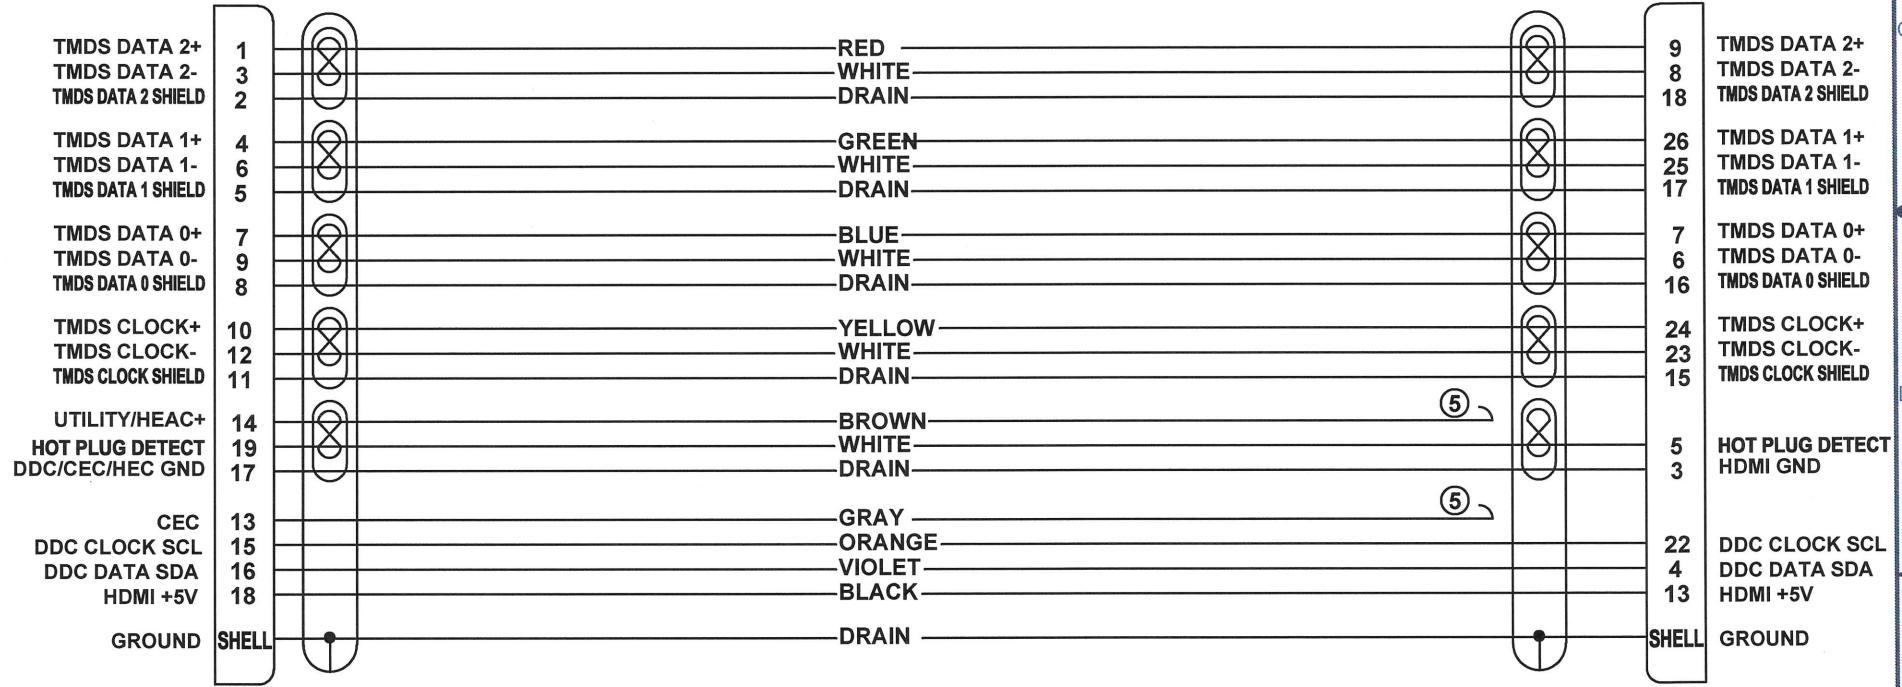 TMDS DATA 2+ 1 RED 9 TMDS DATA 2+
TMDS DATA 2- 3 WHITE 8 TMDS DATA 2-
TMDS DATA 2 SHIELD 2 DRAIN 18 TMDS DATA 2 SHIELD
TMDS DATA 1+ 4 GREEN 26 TMDS DATA 1+
TMDS DATA 1- 6 WHITE 25 TMDS DATA 1-
TMDS DATA 1 SHIELD 5 DRAIN 17 TMDS DATA 1 SHIELD
TMDS DATA 0+ 7 BLUE 7 TMDS DATA 0+
TMDS DATA 0- 9 WHITE 6 TMDS DATA 0-
TMDS DATA 0 SHIELD 8 DRAIN 16 TMDS DATA 0 SHIELD
TMDS CLOCK+ 10 YELLOW 24 TMDS CLOCK+
TMDS CLOCK- 12 WHITE 23 TMDS CLOCK-
TMDS CLOCK SHIELD 11 DRAIN 15 TMDS CLOCK SHIELD
UTILITY/HEAC+ 14 BROWN 5
HOT PLUG DETECT 19 WHITE 5 HOT PLUG DETECT
DDC/CEC/HEC GND 17 DRAIN 3 HDMI GND
CEC 13 GRAY 5
DDC CLOCK SCL 15 ORANGE 22 DDC CLOCK SCL
DDC DATA SDA 16 VIOLET 4 DDC DATA SDA
HDMI +5V 18 BLACK 13 HDMI +5V
GROUND SHELL DRAIN SHELL GROUND